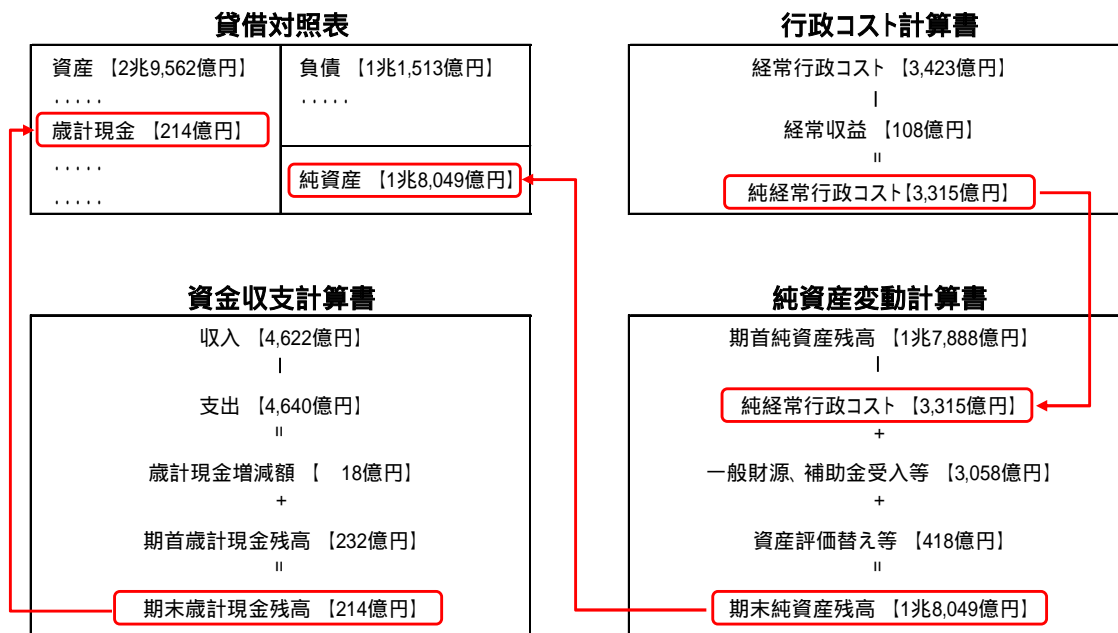 貸借対照表
資産 【2兆9,562億円】
・・・・・
歳計現金 【214億円】
・・・・・
・・・・・
負債 【1兆1,513億円】
・・・・・
純資産 【1兆8,049億円】
行政コスト計算書
経常行政コスト 【3,423億円】
|
経常収益 【108億円】
=
純経常行政コスト【3,315億円】
資金収支計算書
収入 【4,622億円】
|
支出 【4,640億円】
=
歳計現金増減額 【 18億円】
+
期首歳計現金残高 【232億円】
=
期末歳計現金残高 【214億円】
純資産変動計算書
期首純資産残高 【1兆7,888億円】
|
純経常行政コスト 【3,315億円】
+
一般財源、補助金受入等 【3,058億円】
+
資産評価替え等 【418億円】
=
期末純資産残高 【1兆8,049億円】